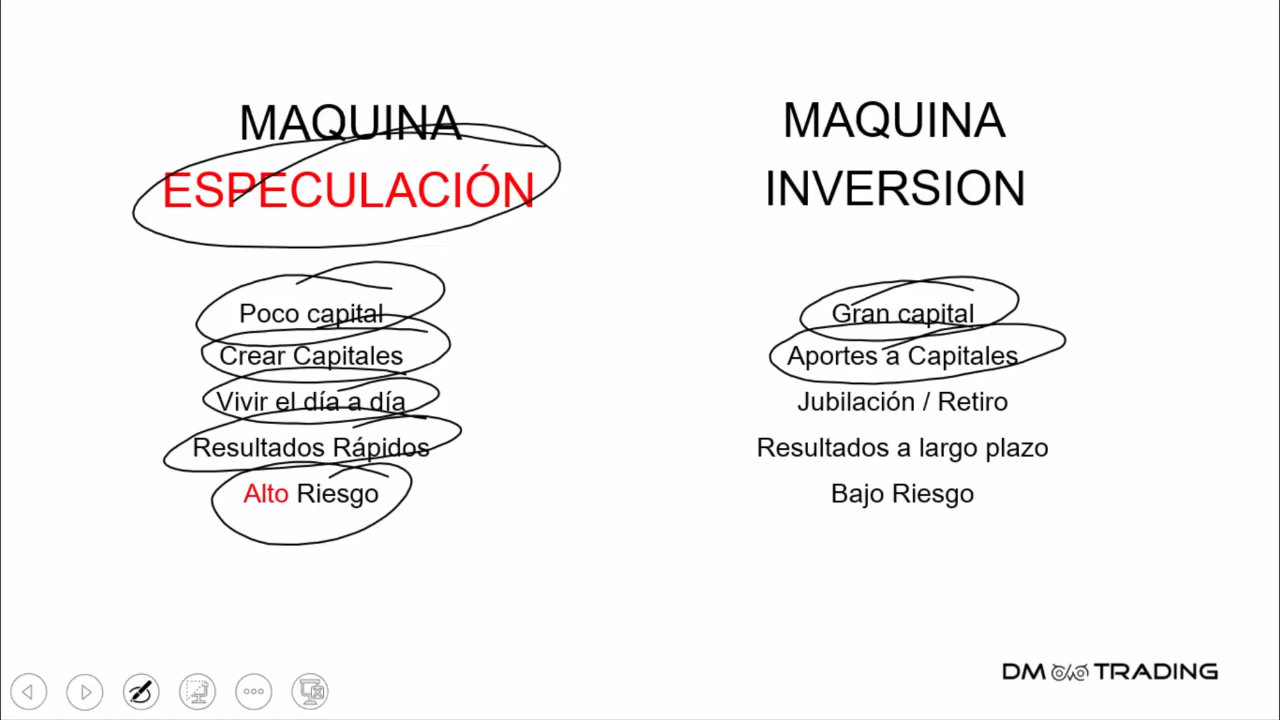 MAQUINA
ESPECULACIÓN
Poco capital
Crear Capitales
Vivir el día a día
Resultados Rápidos
Alto Riesgo
MAQUINA
INVERSION
Gran capital
Aportes a Capitales
Jubilación / Retiro
Resultados a largo plazo
Bajo Riesgo
DM TRADING